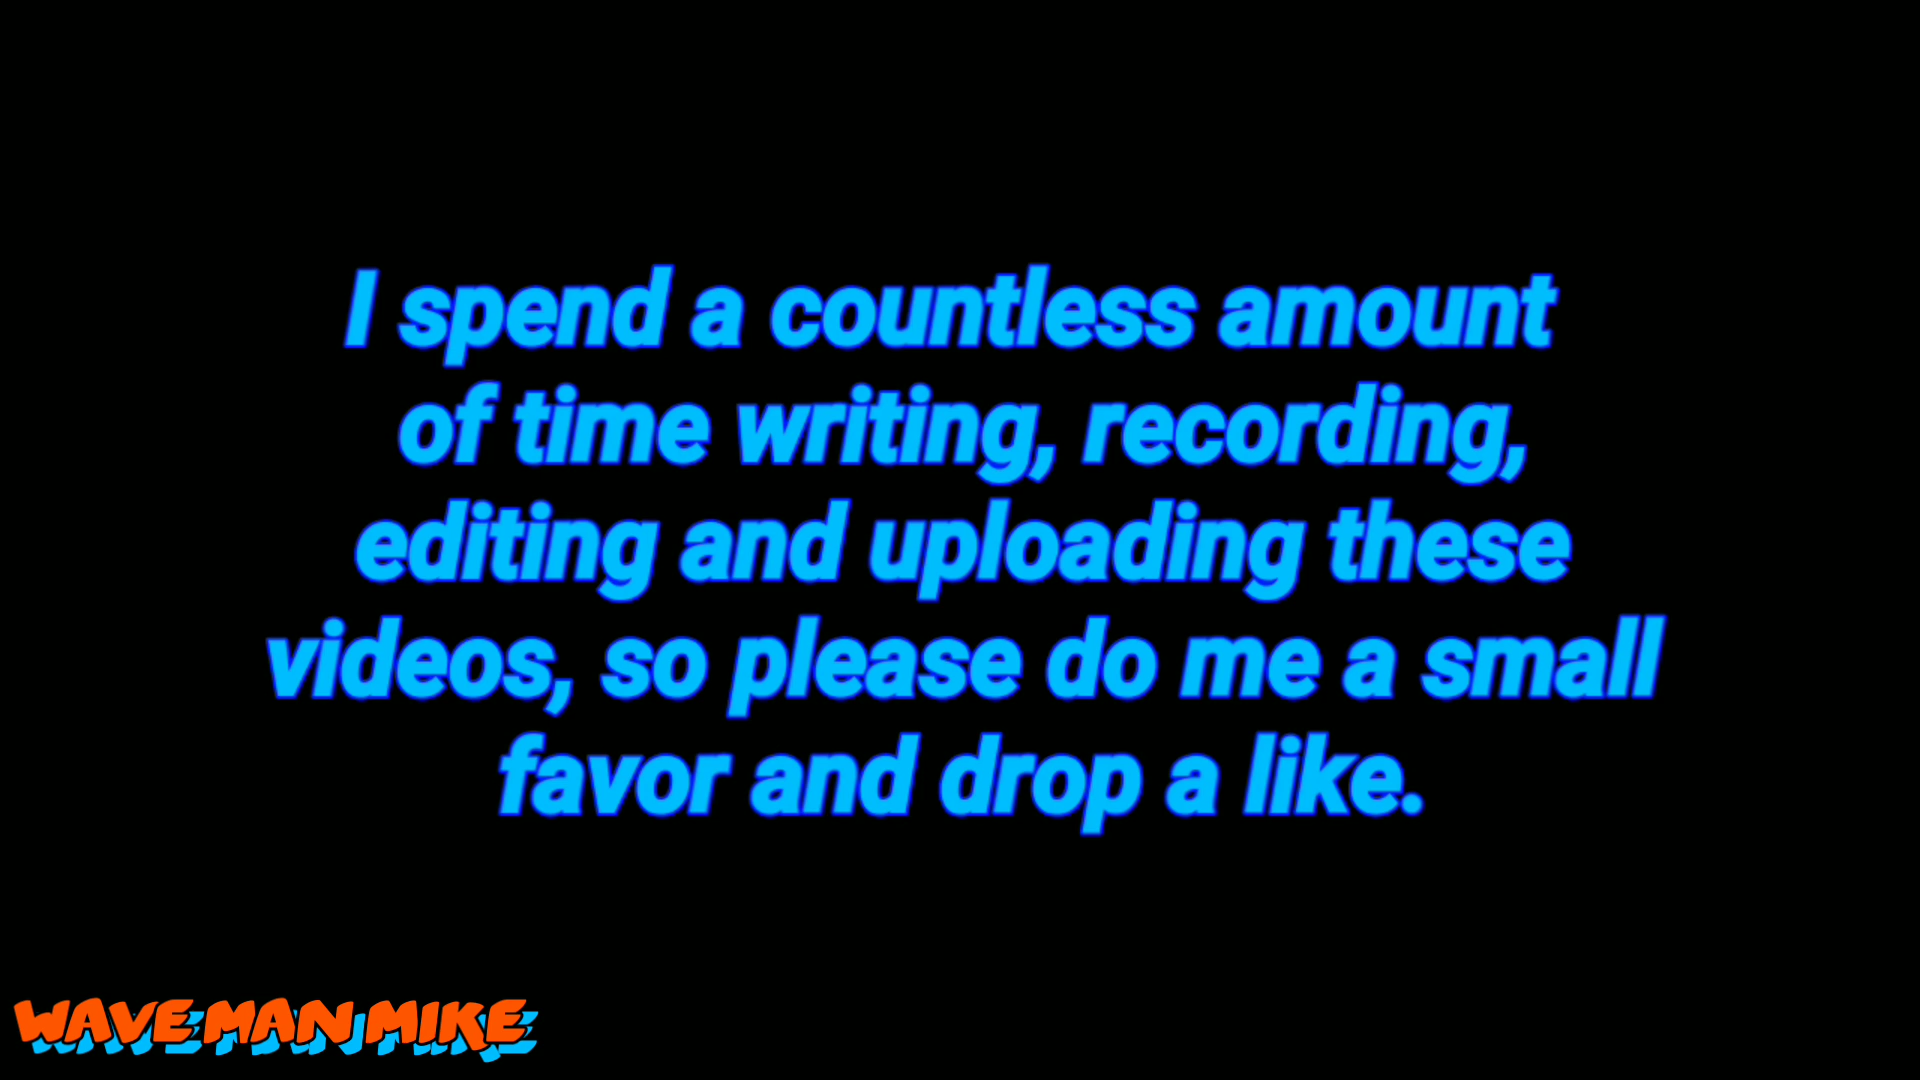 I spend a countless amount
of time writing, recording,
editing and uploading these
videos, so please do me a small
favor and drop a like.
WAVE MAN MIKE